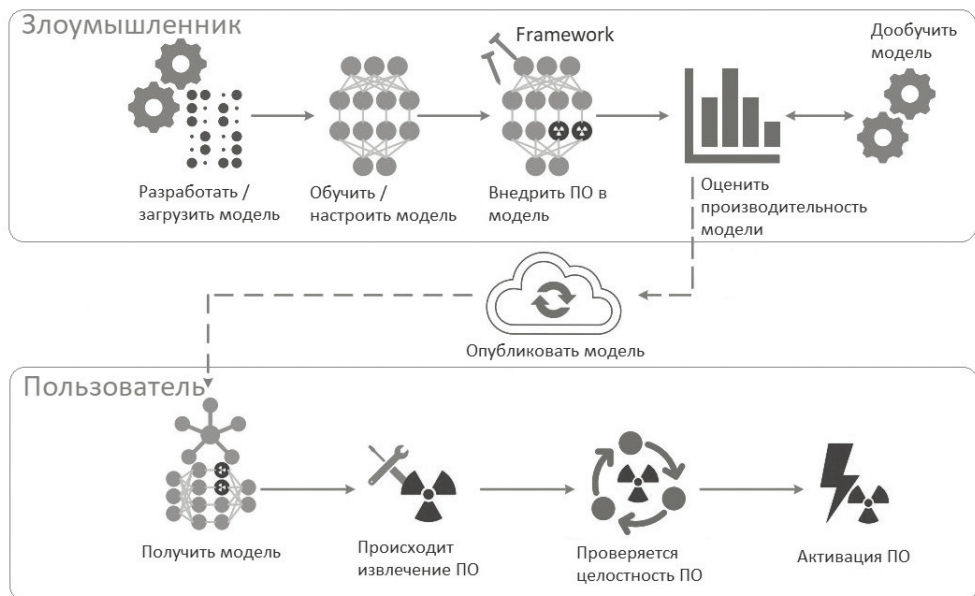 Злоумышленник
Framework
Дообучить
модель
Разработать /
загрузить модель
Обучить /
настроить модель
Внедрить ПО в
модель
Оценить
производительность
модели
Опубликовать модель
Пользователь
Получить модель
Происходит
извлечение ПО
Проверяется
целостность ПО
Активация ПО